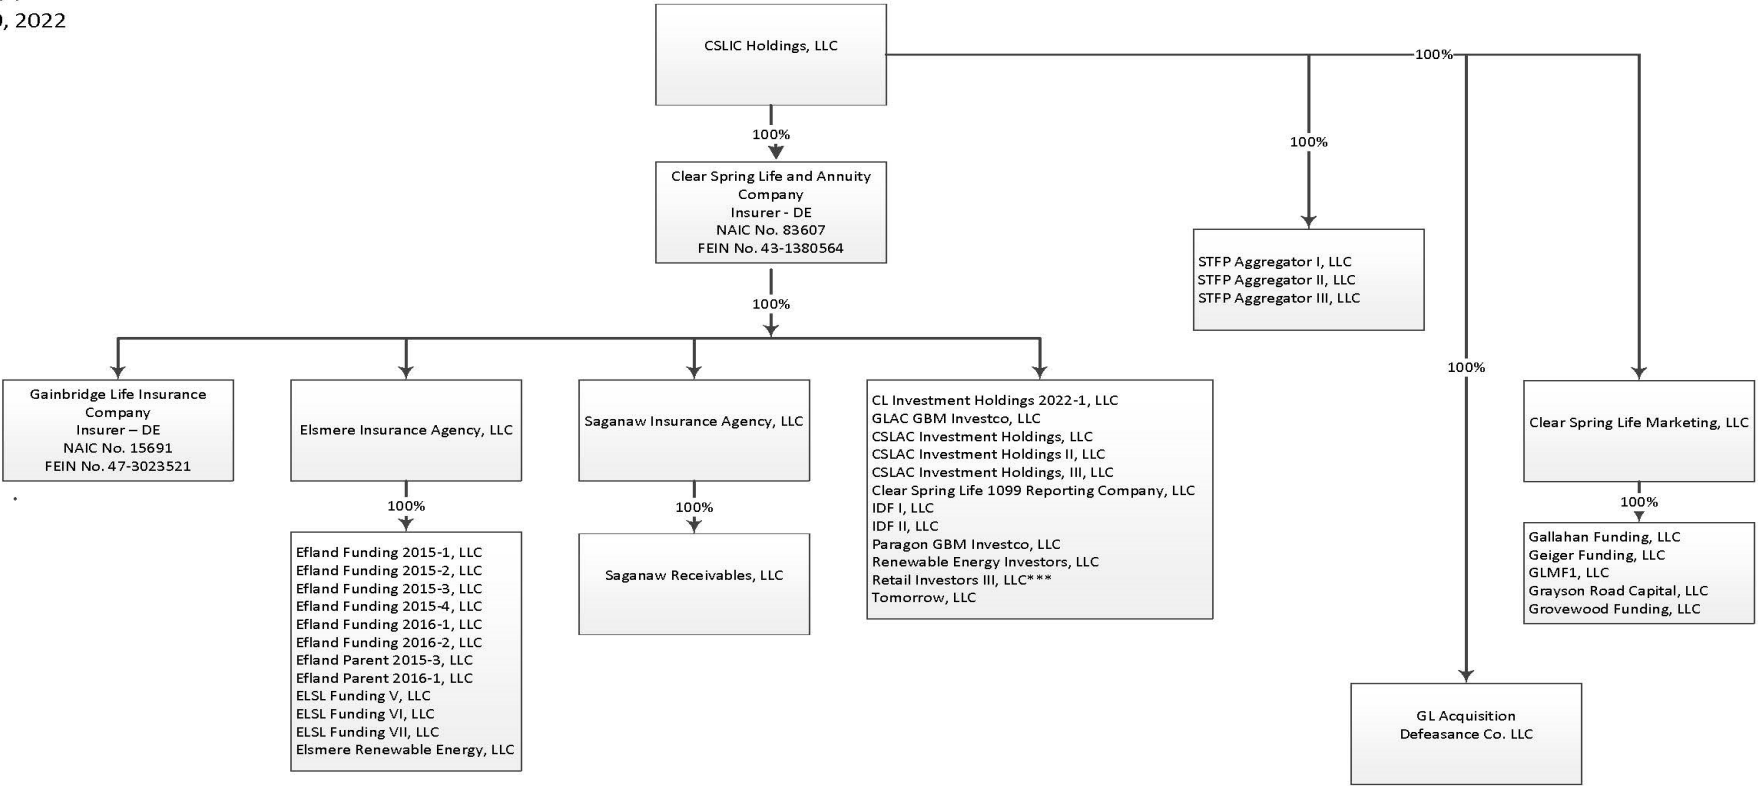 , 2022
CSLIC Holdings, LLC
100%
100%
100%
Clear Spring Life and Annuity
Company
Insurer - DE
NAIC No. 83607
FEIN No. 43-1380564
STFP Aggregator I, LLC
STFP Aggregator II, LLC
STFP Aggregator III, LLC
100%
100%
Gainbridge Life Insurance
Company
Insurer – DE
NAIC No. 15691
FEIN No. 47-3023521
.
Elsmere Insurance Agency, LLC
Saganaw Insurance Agency, LLC
CL Investment Holdings 2022-1, LLC
GLAC GBM Investco, LLC
CSLAC Investment Holdings, LLC
CSLAC Investment Holdings II, LLC
CSLAC Investment Holdings, III, LLC
Clear Spring Life 1099 Reporting Company, LLC
IDF I, LLC
IDF II, LLC
Paragon GBM Investco, LLC
Renewable Energy Investors, LLC
Retail Investors III, LLC***
Tomorrow, LLC
Clear Spring Life Marketing, LLC
100%
100%
100%
Efland Funding 2015-1, LLC
Efland Funding 2015-2, LLC
Efland Funding 2015-3, LLC
Efland Funding 2015-4, LLC
Efland Funding 2016-1, LLC
Efland Funding 2016-2, LLC
Efland Parent 2015-3, LLC
Efland Parent 2016-1, LLC
ELSL Funding V, LLC
ELSL Funding VI, LLC
ELSL Funding VII, LLC
Elsmere Renewable Energy, LLC
Saganaw Receivables, LLC
Gallahan Funding, LLC
Geiger Funding, LLC
GLMF1, LLC
Grayson Road Capital, LLC
Grovewood Funding, LLC
GL Acquisition
Defeasance Co. LLC